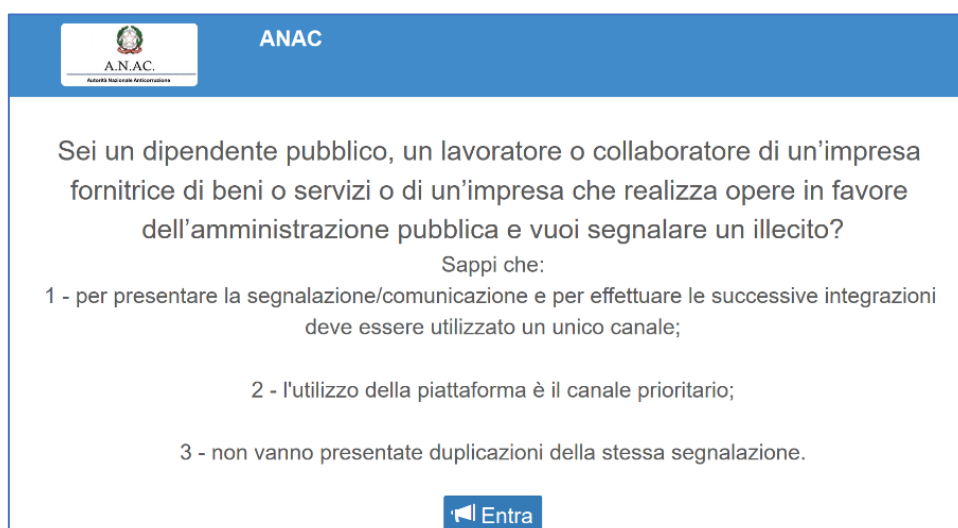 A.N.AC.
Autorità Nazionale Anticorruzione
ANAC
Sei un dipendente pubblico, un lavoratore o collaboratore di un'impresa
fornitrice di beni o servizi o di un'impresa che realizza opere in favore
dell'amministrazione pubblica e vuoi segnalare un illecito?
Sappi che:
1 - per presentare la segnalazione/comunicazione e per effettuare le successive integrazioni
deve essere utilizzato un unico canale;
2 - l'utilizzo della piattaforma è il canale prioritario;
3 - non vanno presentate duplicazioni della stessa segnalazione.
Entra